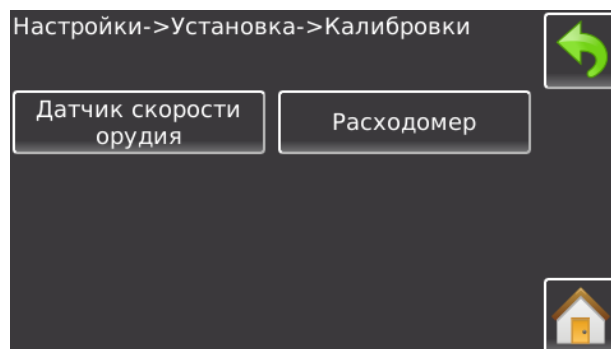 Настройки->Установка->Калибровки
Датчик скорости
орудия
Расходомер